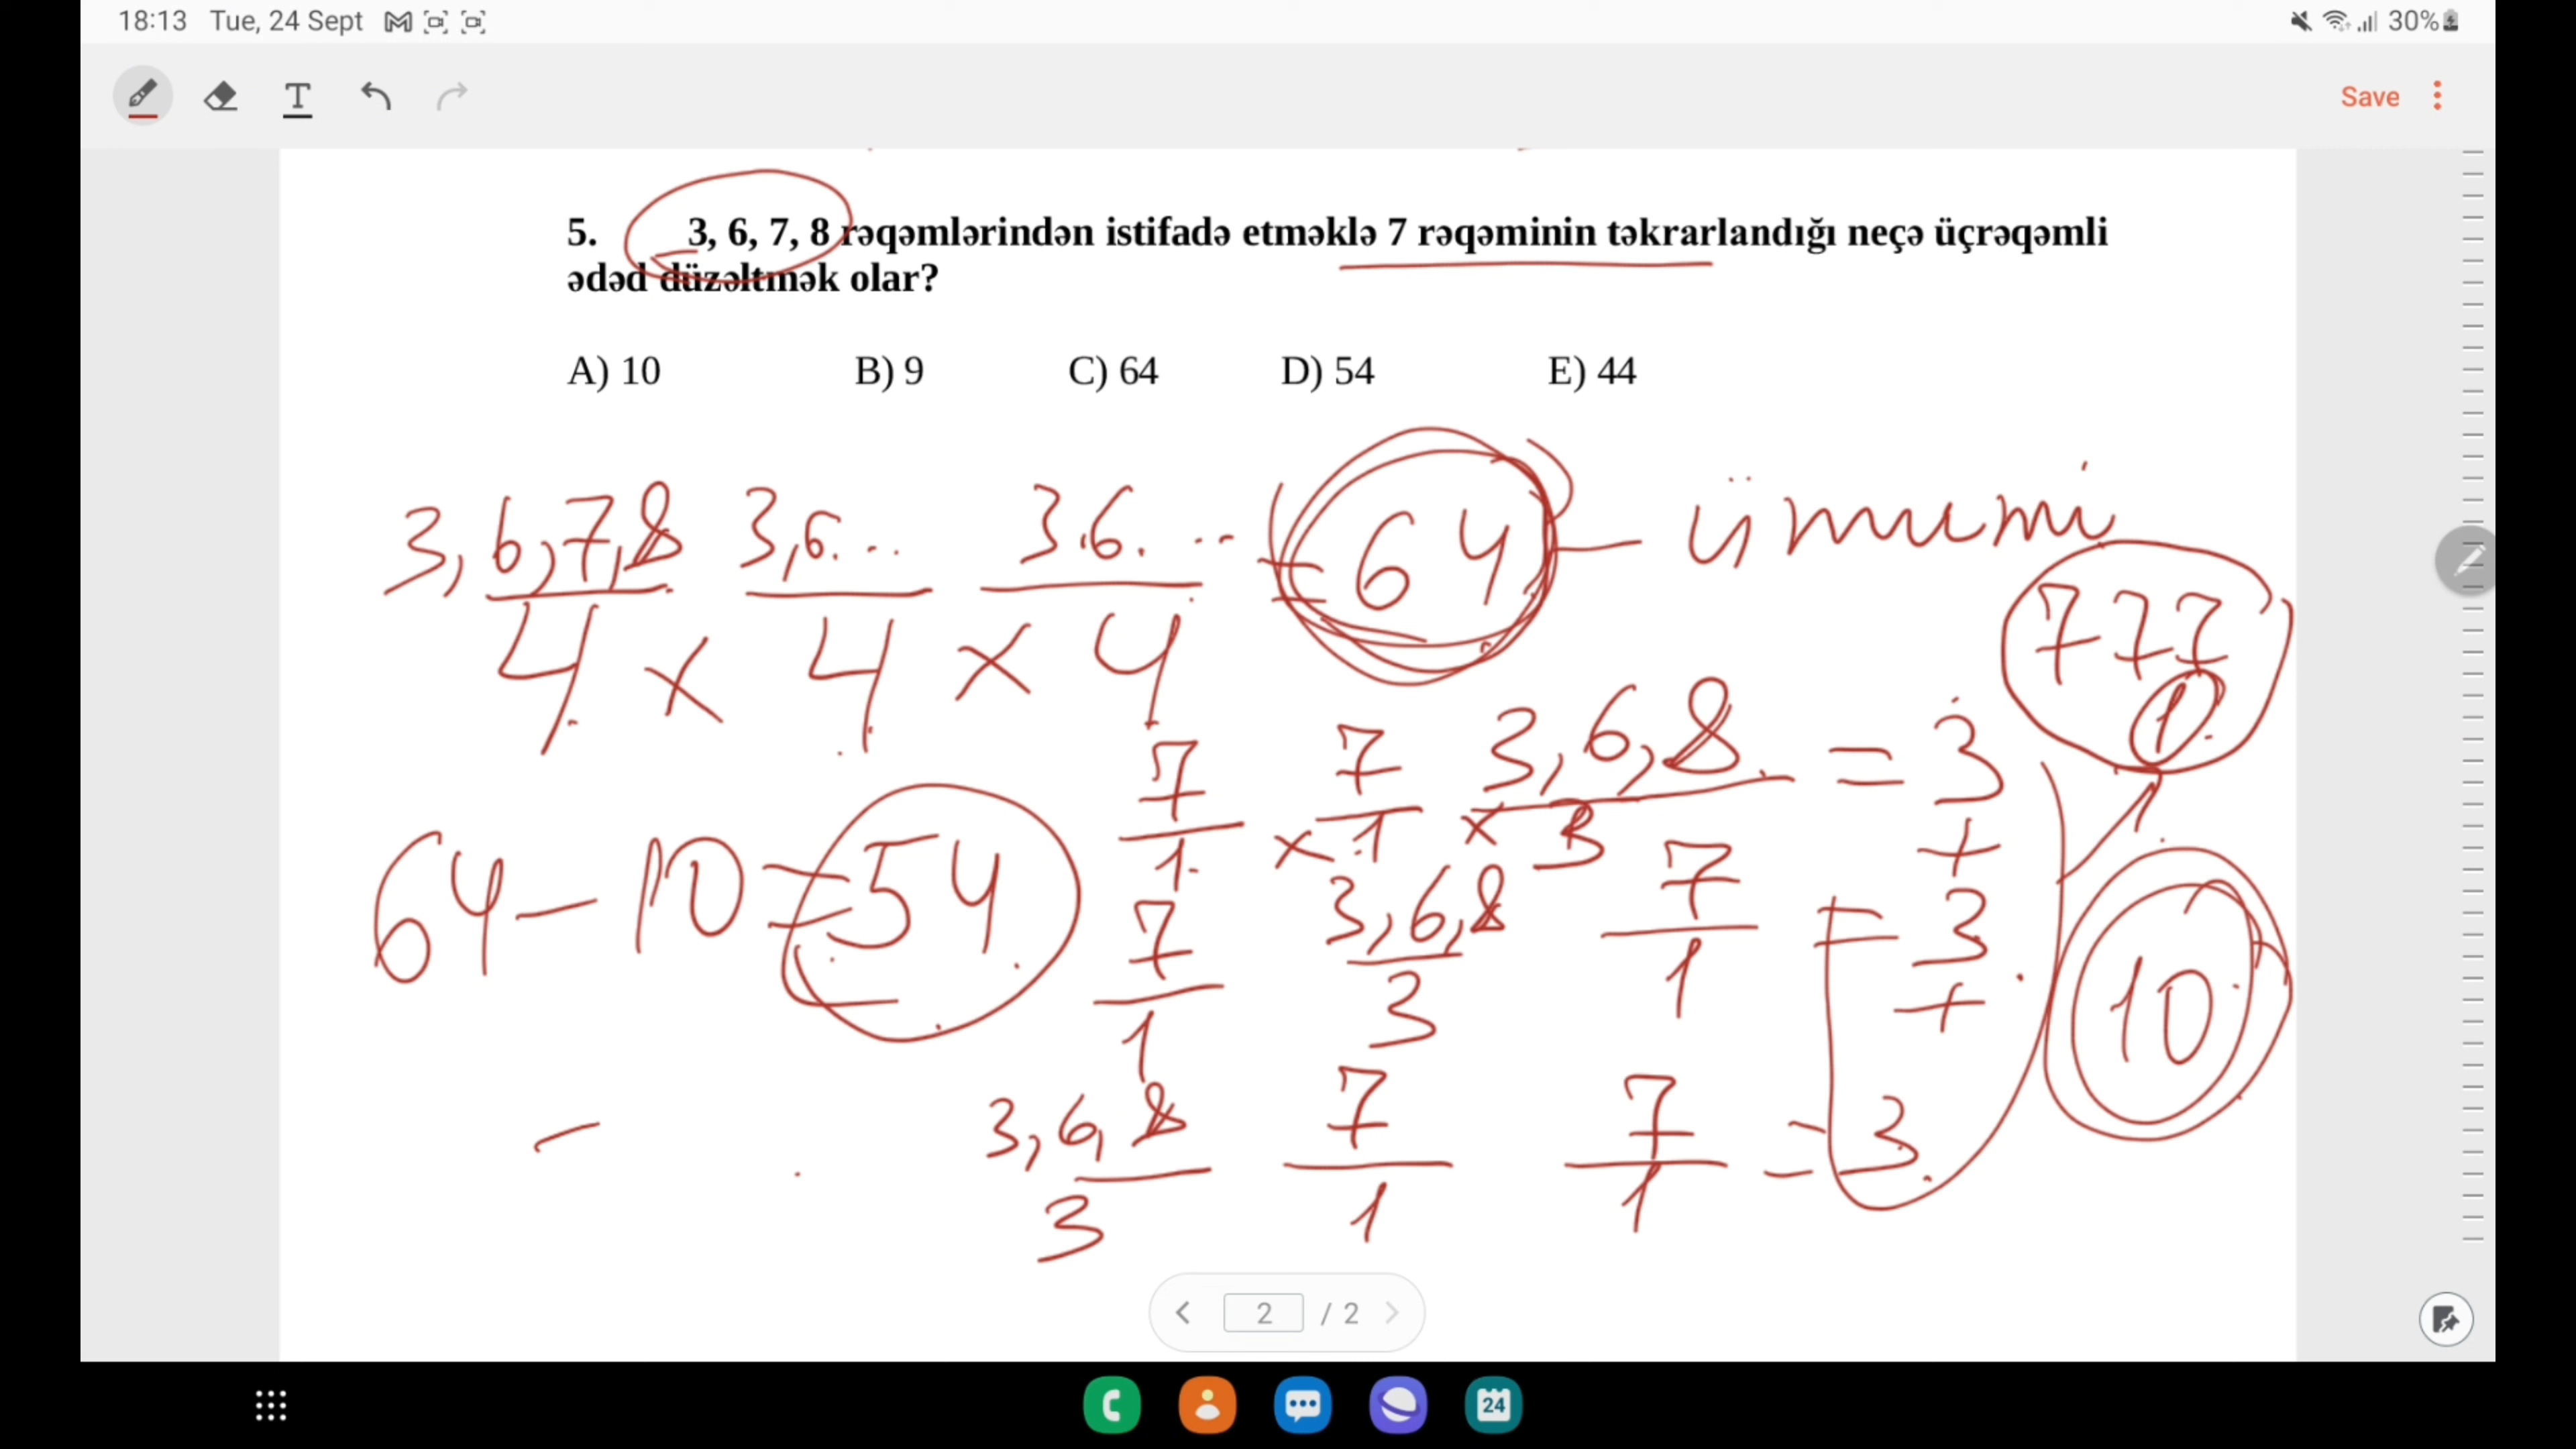 18:13 Tue, 24 Sept 30%
T Save
5. 3, 6, 7, 8 rəqəmlərindən istifadə etməklə 7 rəqəminin təkrarlandığı neçə üçrəqəmli
ədəd düzəltmək olar?
A) 10 B) 9 C) 64 D) 54 E) 44
3, 6, 7, 8 3, 6... 3.6. ... = 64 - ümumi
4 × 4 × 4
777
1
7 7 3, 6, 8 = 3
1 × 1 × 3 +
64 - 10 = 54
7 3, 6, 8 7 = 3
1 3 1 +
10
3, 6, 8 7 7 = 3
3 1 1
2 / 2
24